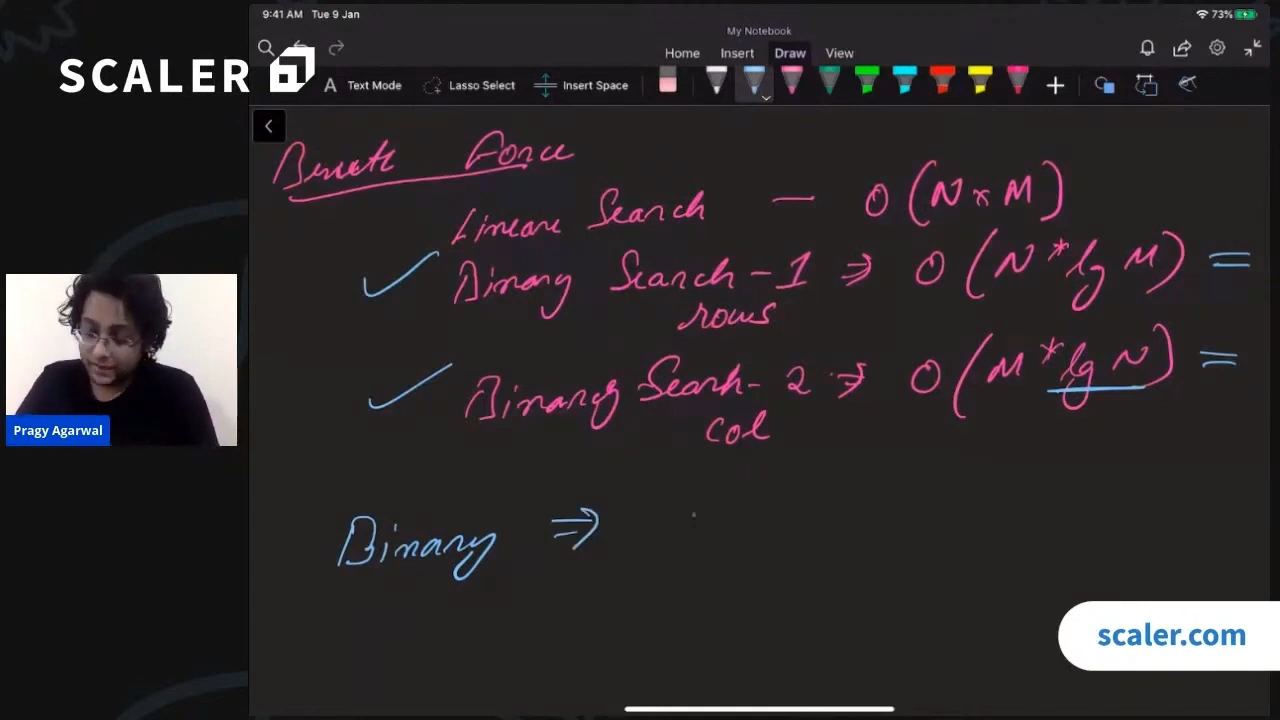 9:41 AM Tue 9 Jan
73%
My Notebook
Home Insert Draw View
SCALER
Text Mode Lasso Select Insert Space
Brute Force
Linear Search — O(N×M)
Binary Search-1 ⇒ O(N*lg M) =
rows
Binary Search-2 ⇒ O(M*lg N) =
col
Pragy Agarwal
Binary ⇒
scaler.com